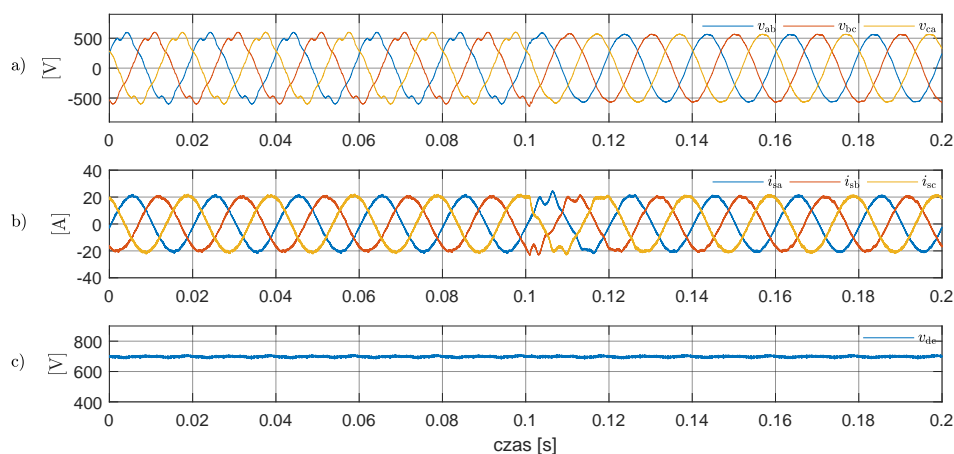 v_ab v_bc v_ca
a)
[V]
500
0
-500
0 0.02 0.04 0.06 0.08 0.1 0.12 0.14 0.16 0.18 0.2
i_sa i_sb i_sc
b)
[A]
40
20
0
-20
-40
0 0.02 0.04 0.06 0.08 0.1 0.12 0.14 0.16 0.18 0.2
v_dc
c)
[V]
800
600
400
0 0.02 0.04 0.06 0.08 0.1 0.12 0.14 0.16 0.18 0.2
czas [s]